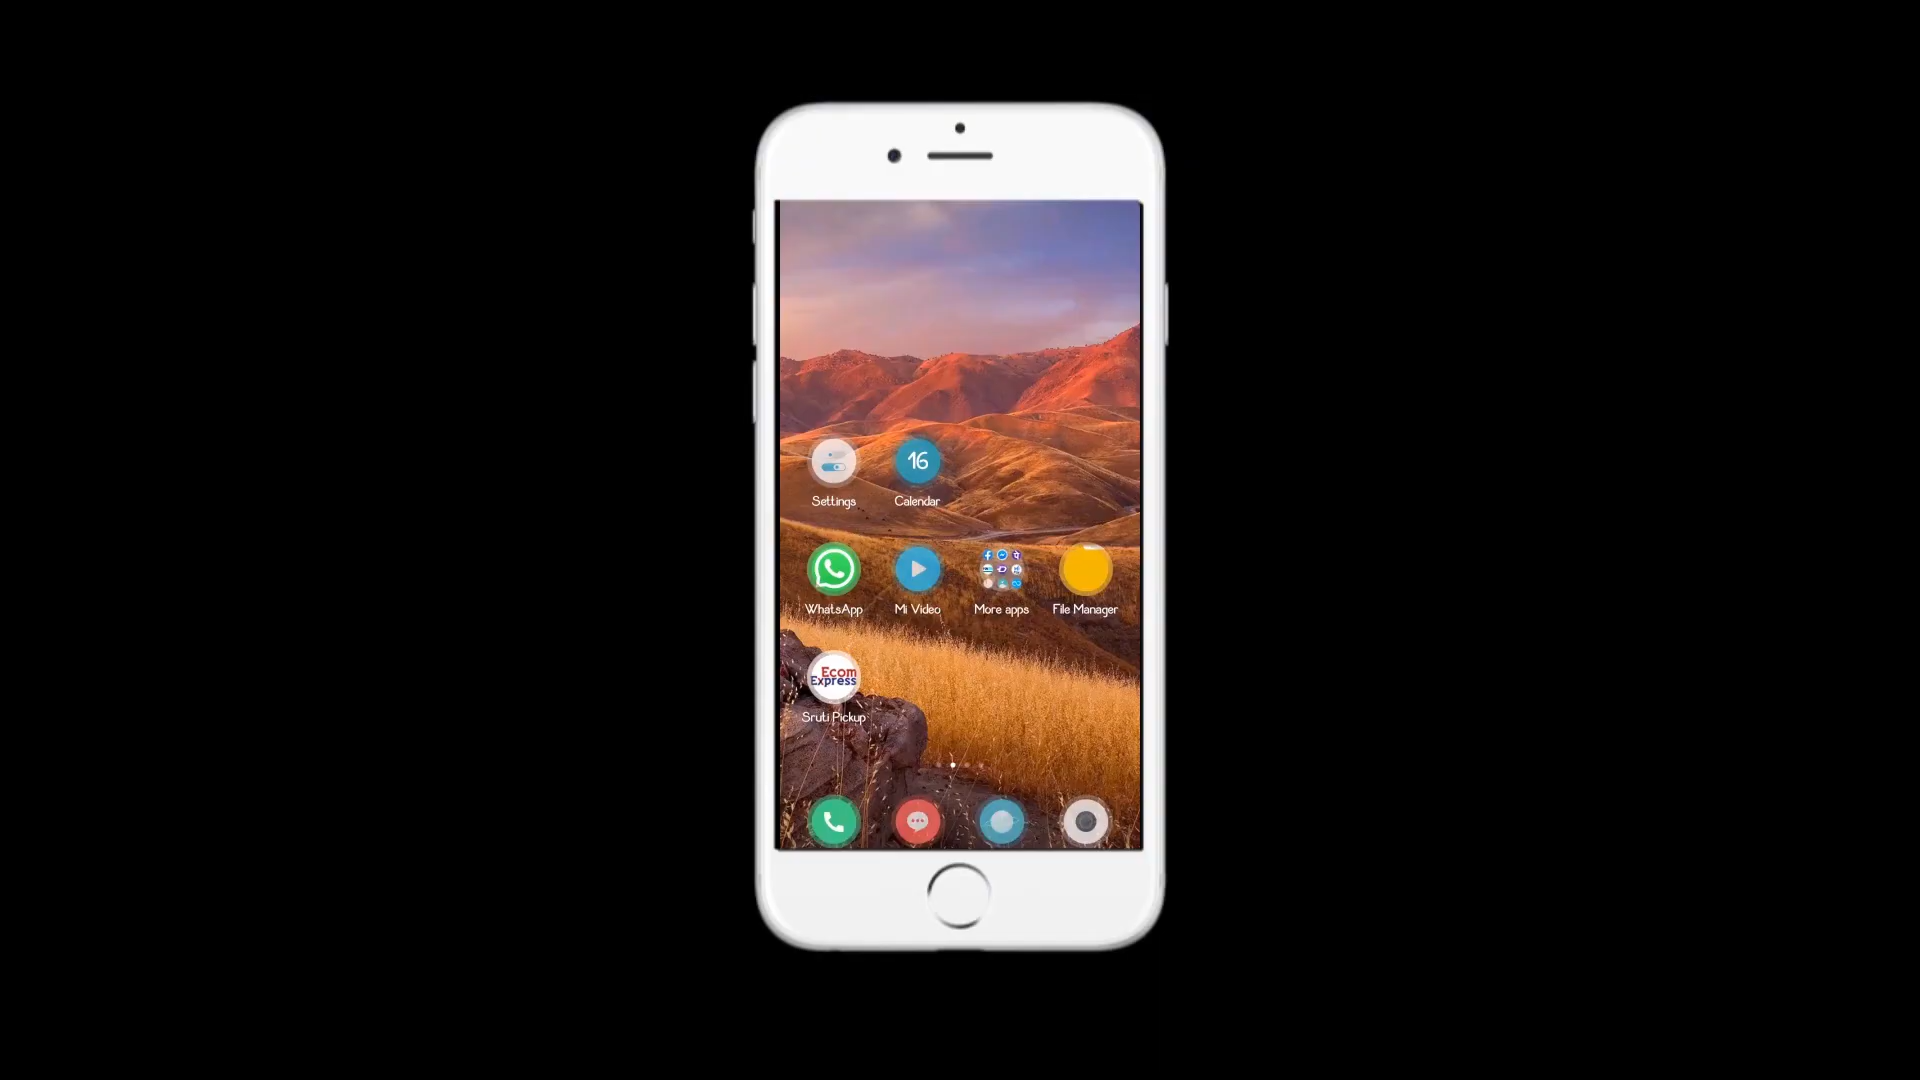 16
Settings
Calendar
WhatsApp
Mi Video
More apps
File Manager
Ecom
Express
Sruti Pickup